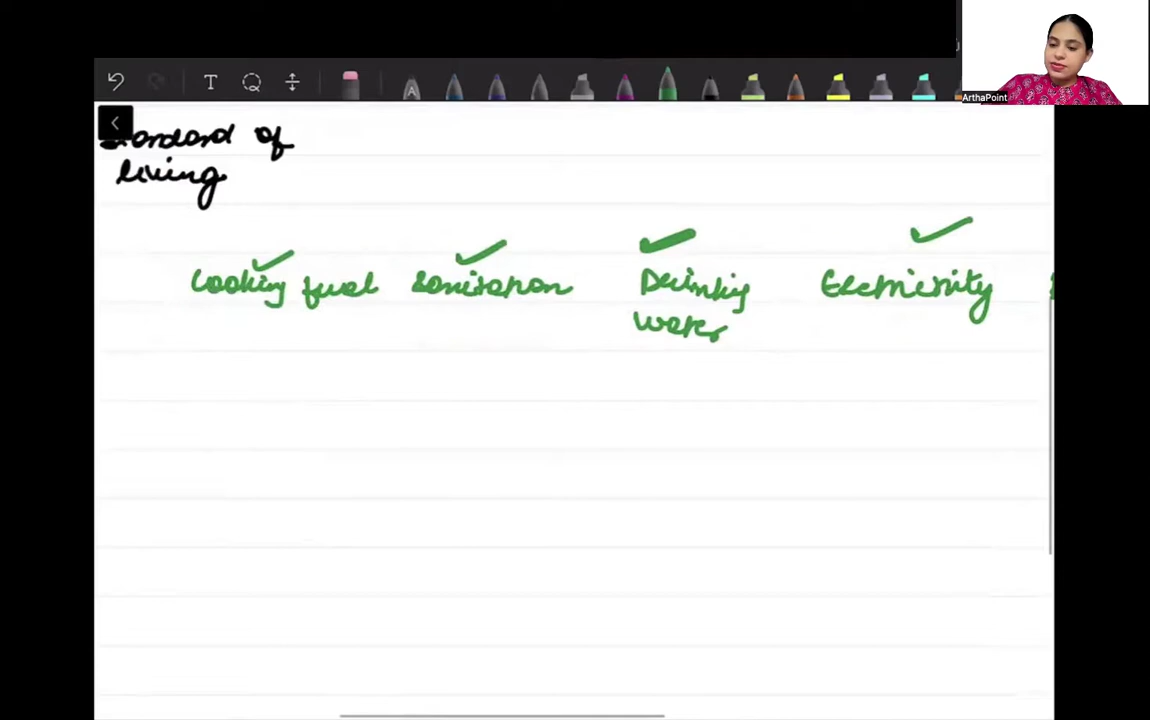 ArthaPoint
T
A
Standard of
living
Cooking fuel Sanitation Drinking Electricity
water